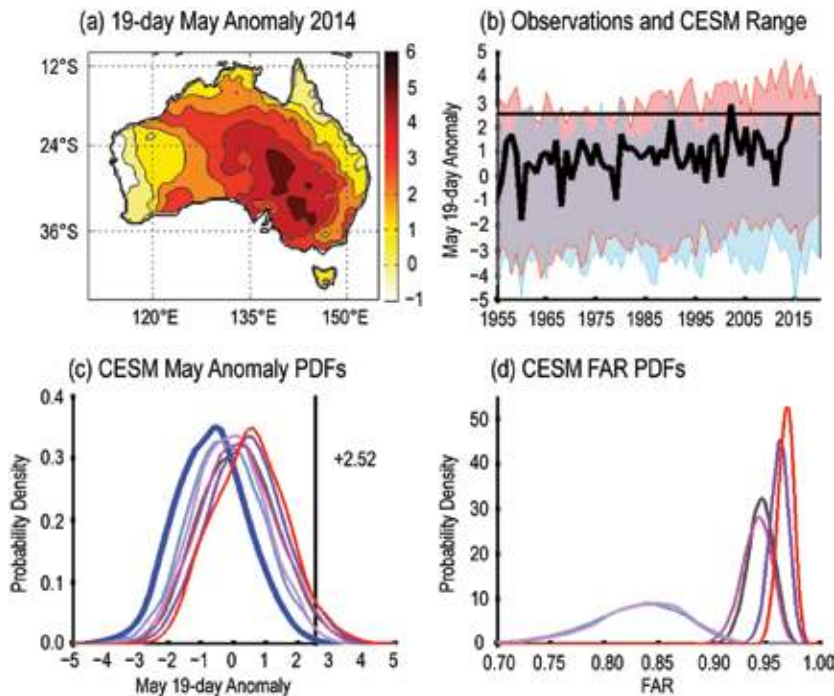 (a) 19-day May Anomaly 2014
12°S
24°S
36°S
120°E 135°E 150°E
6
5
4
3
2
1
0
−1
(b) Observations and CESM Range
May 19-day Anomaly
5
4
3
2
1
0
−1
−2
−3
−4
−5
1955 1965 1975 1985 1995 2005 2015
(c) CESM May Anomaly PDFs
Probability Density
0.4
0.3
0.2
0.1
0.0
+2.52
−5 −4 −3 −2 −1 0 1 2 3 4 5
May 19-day Anomaly
(d) CESM FAR PDFs
Probability Density
50
40
30
20
10
0
0.70 0.75 0.80 0.85 0.90 0.95 1.00
FAR